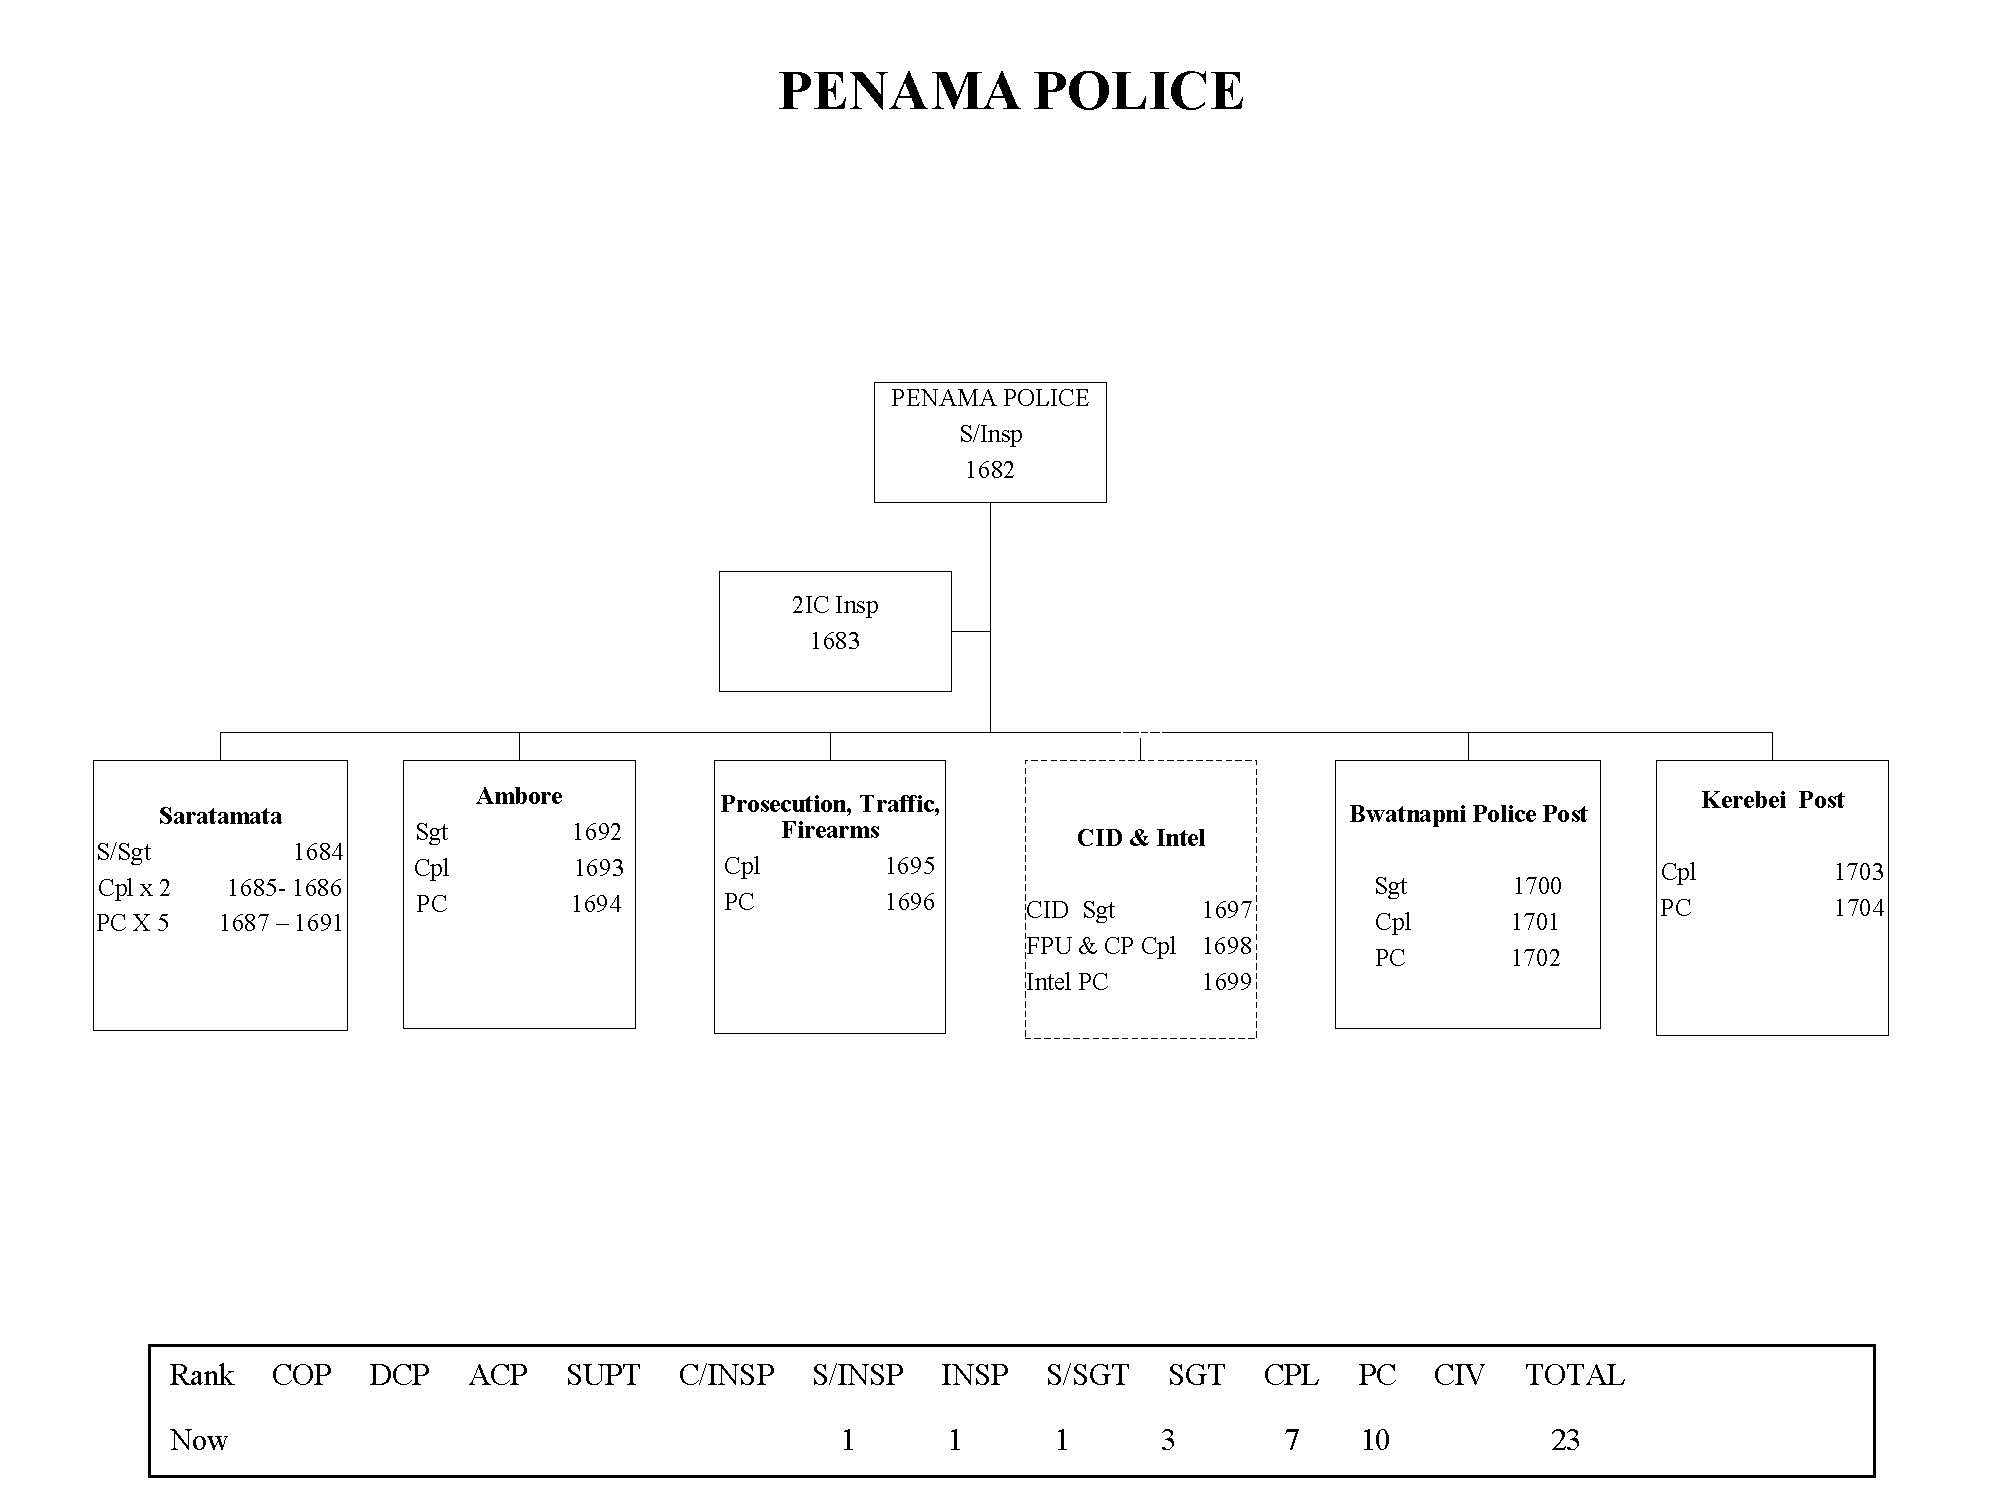 PENAMA POLICE
PENAMA POLICE
S/Insp
1682
2IC Insp
1683
Saratamata
S/Sgt 1684
Cpl x 2 1685- 1686
PC X 5 1687 – 1691
Ambore
Sgt 1692
Cpl 1693
PC 1694
Prosecution, Traffic,
Firearms
Cpl 1695
PC 1696
CID & Intel
CID Sgt 1697
FPU & CP Cpl 1698
Intel PC 1699
Bwatnapni Police Post
Sgt 1700
Cpl 1701
PC 1702
Kerebei Post
Cpl 1703
PC 1704
Rank COP DCP ACP SUPT C/INSP S/INSP INSP S/SGT SGT CPL PC CIV TOTAL
Now 1 1 1 3 7 10 23